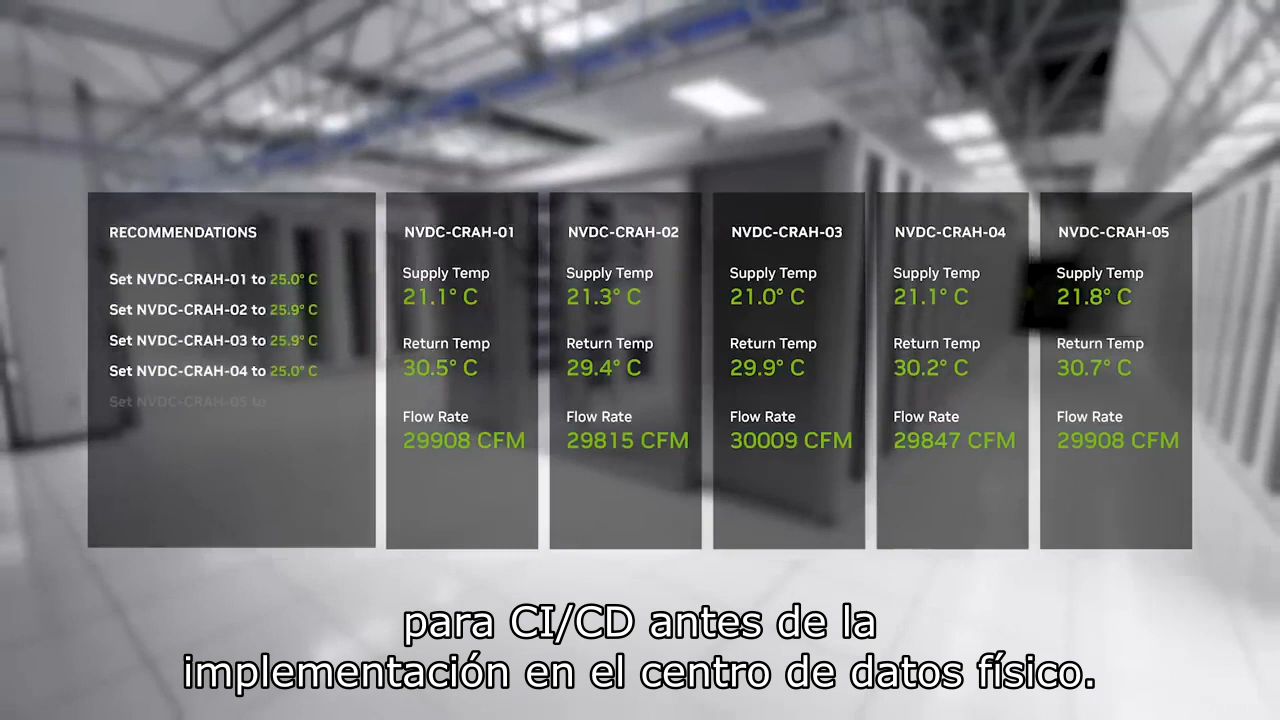 RECOMMENDATIONS
Set NVDC-CRAH-01 to 25.0° C
Set NVDC-CRAH-02 to 25.9° C
Set NVDC-CRAH-03 to 25.9° C
Set NVDC-CRAH-04 to 25.0° C
Set NVDC-CRAH-05 to
NVDC-CRAH-01
Supply Temp
21.1° C
Return Temp
30.5° C
Flow Rate
29908 CFM
NVDC-CRAH-02
Supply Temp
21.3° C
Return Temp
29.4° C
Flow Rate
29815 CFM
NVDC-CRAH-03
Supply Temp
21.0° C
Return Temp
29.9° C
Flow Rate
30009 CFM
NVDC-CRAH-04
Supply Temp
21.1° C
Return Temp
30.2° C
Flow Rate
29847 CFM
NVDC-CRAH-05
Supply Temp
21.8° C
Return Temp
30.7° C
Flow Rate
29908 CFM
para CI/CD antes de la
implementación en el centro de datos físico.